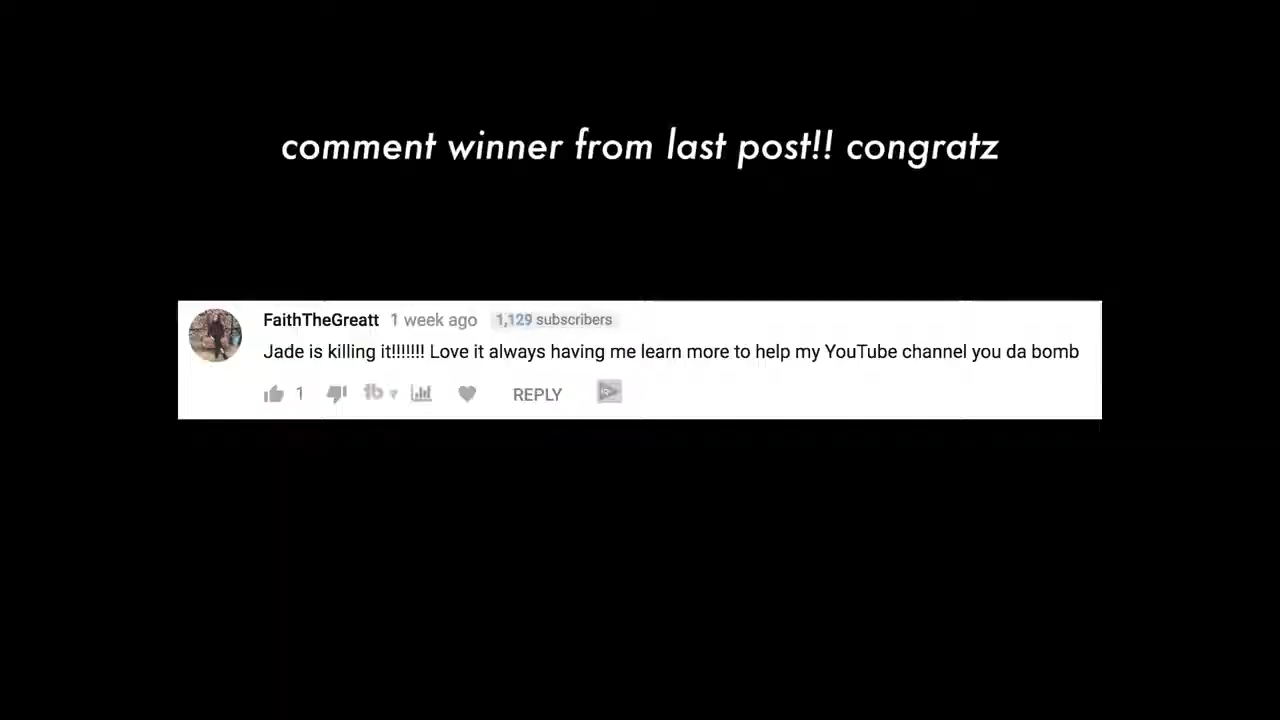 comment winner from last post!! congratz
FaithTheGreatt 1 week ago 1,129 subscribers
Jade is killing it!!!!!!! Love it always having me learn more to help my YouTube channel you da bomb
1 tb REPLY